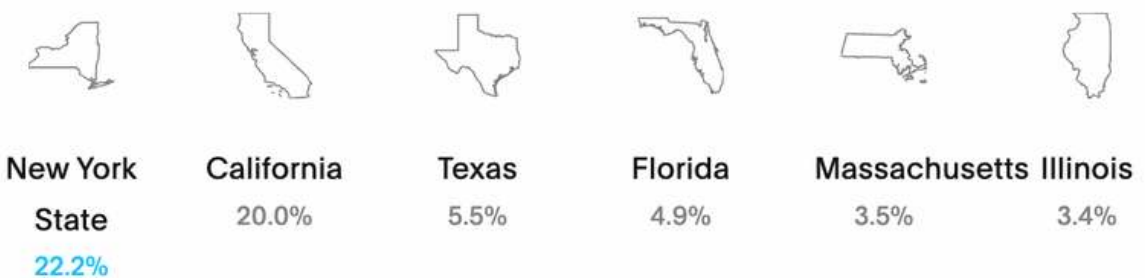 New York
State
22.2%
California
20.0%
Texas
5.5%
Florida
4.9%
Massachusetts
3.5%
Illinois
3.4%